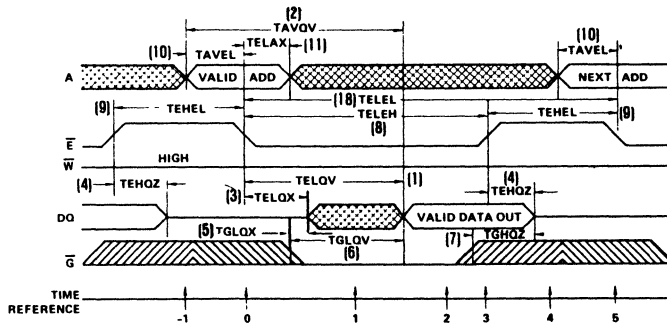 (2)
TAVQV
(10) TAVEL TELAX (11) (10) TAVEL
A VALID ADD NEXT ADD
(18) TELEL
(9) TEHEL TELEH TEHEL (9)
(8)
E
W HIGH
(4) TEHQZ TELQV (1) (4) TEHQZ
(3) TELQX
DQ VALID DATA OUT
(5) TGLQX TGLQV (7) TGHQZ
(6)
G
TIME
REFERENCE
-1 0 1 2 3 4 5